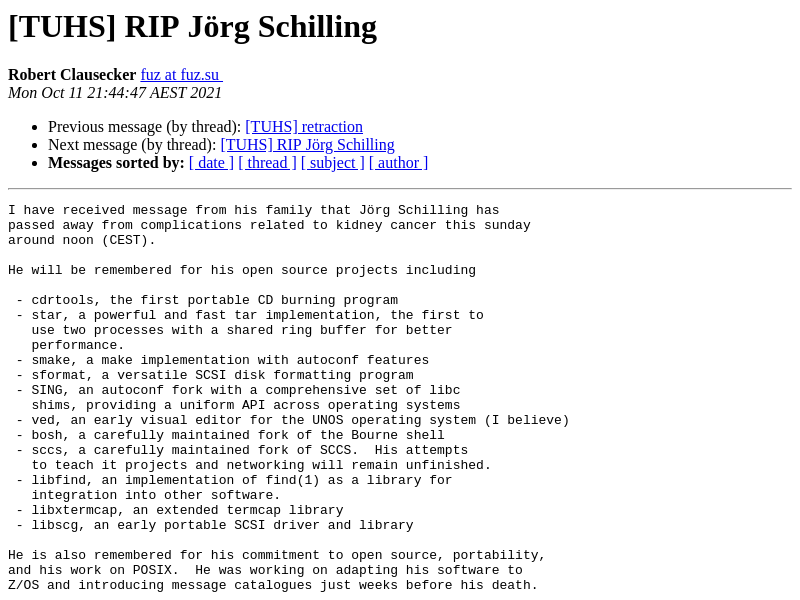 [TUHS] RIP Jörg Schilling
Robert Clausecker fuz at fuz.su
Mon Oct 11 21:44:47 AEST 2021
Previous message (by thread): [TUHS] retraction
Next message (by thread): [TUHS] RIP Jörg Schilling
Messages sorted by: [ date ] [ thread ] [ subject ] [ author ]
I have received message from his family that Jörg Schilling has
passed away from complications related to kidney cancer this sunday
around noon (CEST).
He will be remembered for his open source projects including
- cdrtools, the first portable CD burning program
- star, a powerful and fast tar implementation, the first to
use two processes with a shared ring buffer for better
performance.
- smake, a make implementation with autoconf features
- sformat, a versatile SCSI disk formatting program
- SING, an autoconf fork with a comprehensive set of libc
shims, providing a uniform API across operating systems
- ved, an early visual editor for the UNOS operating system (I believe)
- bosh, a carefully maintained fork of the Bourne shell
- sccs, a carefully maintained fork of SCCS.  His attempts
to teach it projects and networking will remain unfinished.
- libfind, an implementation of find(1) as a library for
integration into other software.
- libxtermcap, an extended termcap library
- libscg, an early portable SCSI driver and library
He is also remembered for his commitment to open source, portability,
and his work on POSIX.  He was working on adapting his software to
Z/OS and introducing message catalogues just weeks before his death.